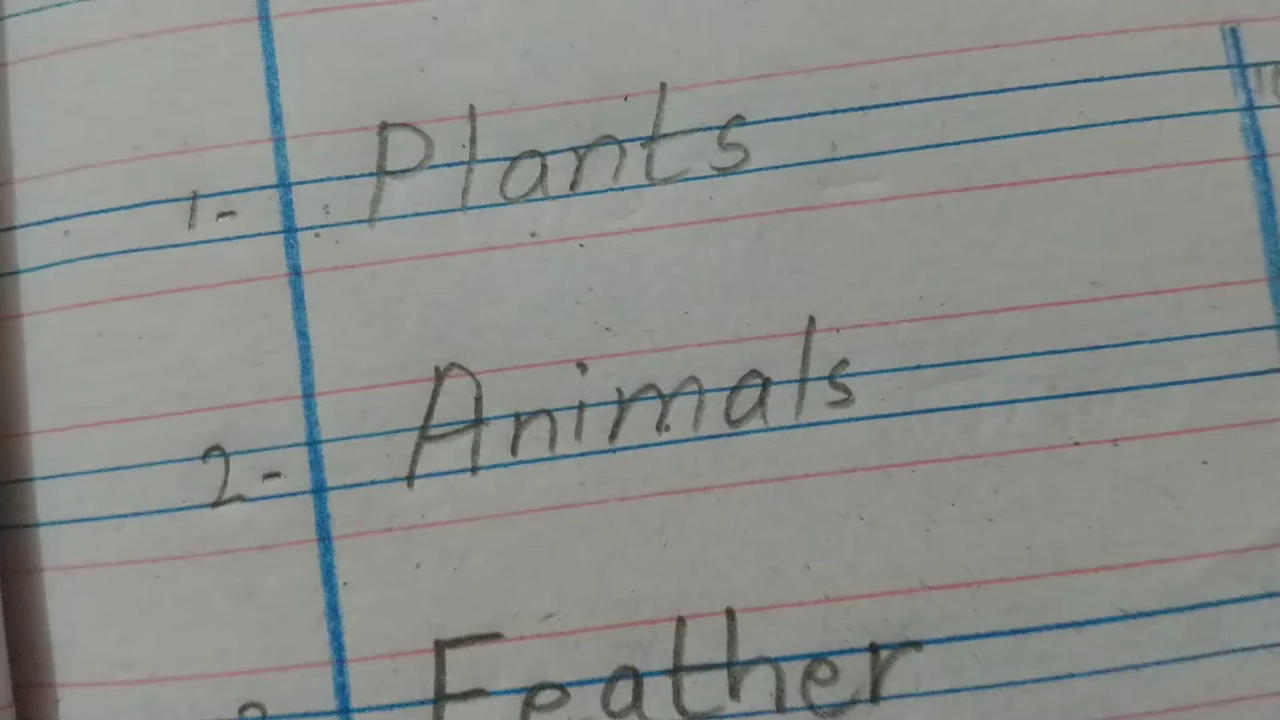 1- Plants
2- Animals
Feather